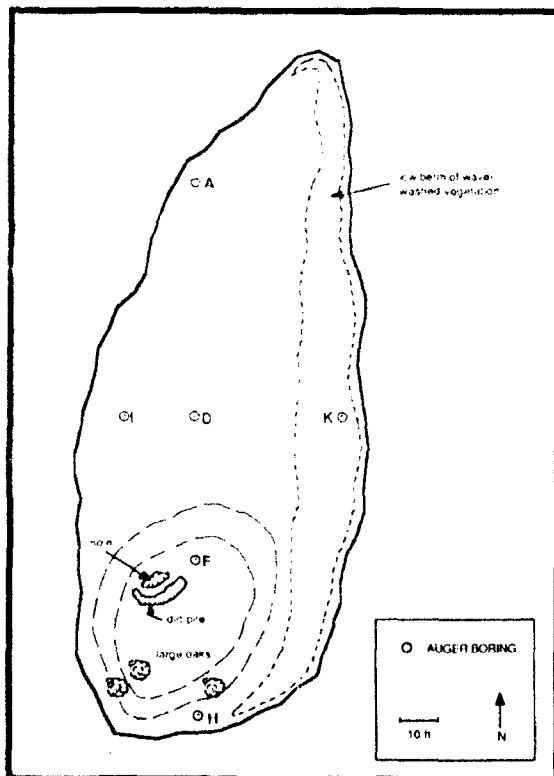 A
low berm of wave-
washed vegetation
I
D
K
F
dirt pile
large oaks
H
AUGER BORING
10 ft
N